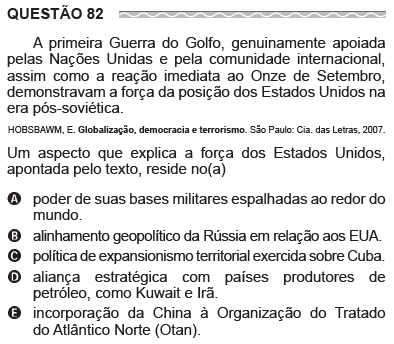 QUESTÃO 82
A primeira Guerra do Golfo, genuinamente apoiada
pelas Nações Unidas e pela comunidade internacional,
assim como a reação imediata ao Onze de Setembro,
demonstravam a força da posição dos Estados Unidos na
era pós-soviética.
HOBSBAWM, E. Globalização, democracia e terrorismo. São Paulo: Cia. das Letras, 2007.
Um aspecto que explica a força dos Estados Unidos,
apontada pelo texto, reside no(a)
A poder de suas bases militares espalhadas ao redor do
mundo.
B alinhamento geopolítico da Rússia em relação aos EUA.
C política de expansionismo territorial exercida sobre Cuba.
D aliança estratégica com países produtores de
petróleo, como Kuwait e Irã.
E incorporação da China à Organização do Tratado
do Atlântico Norte (Otan).